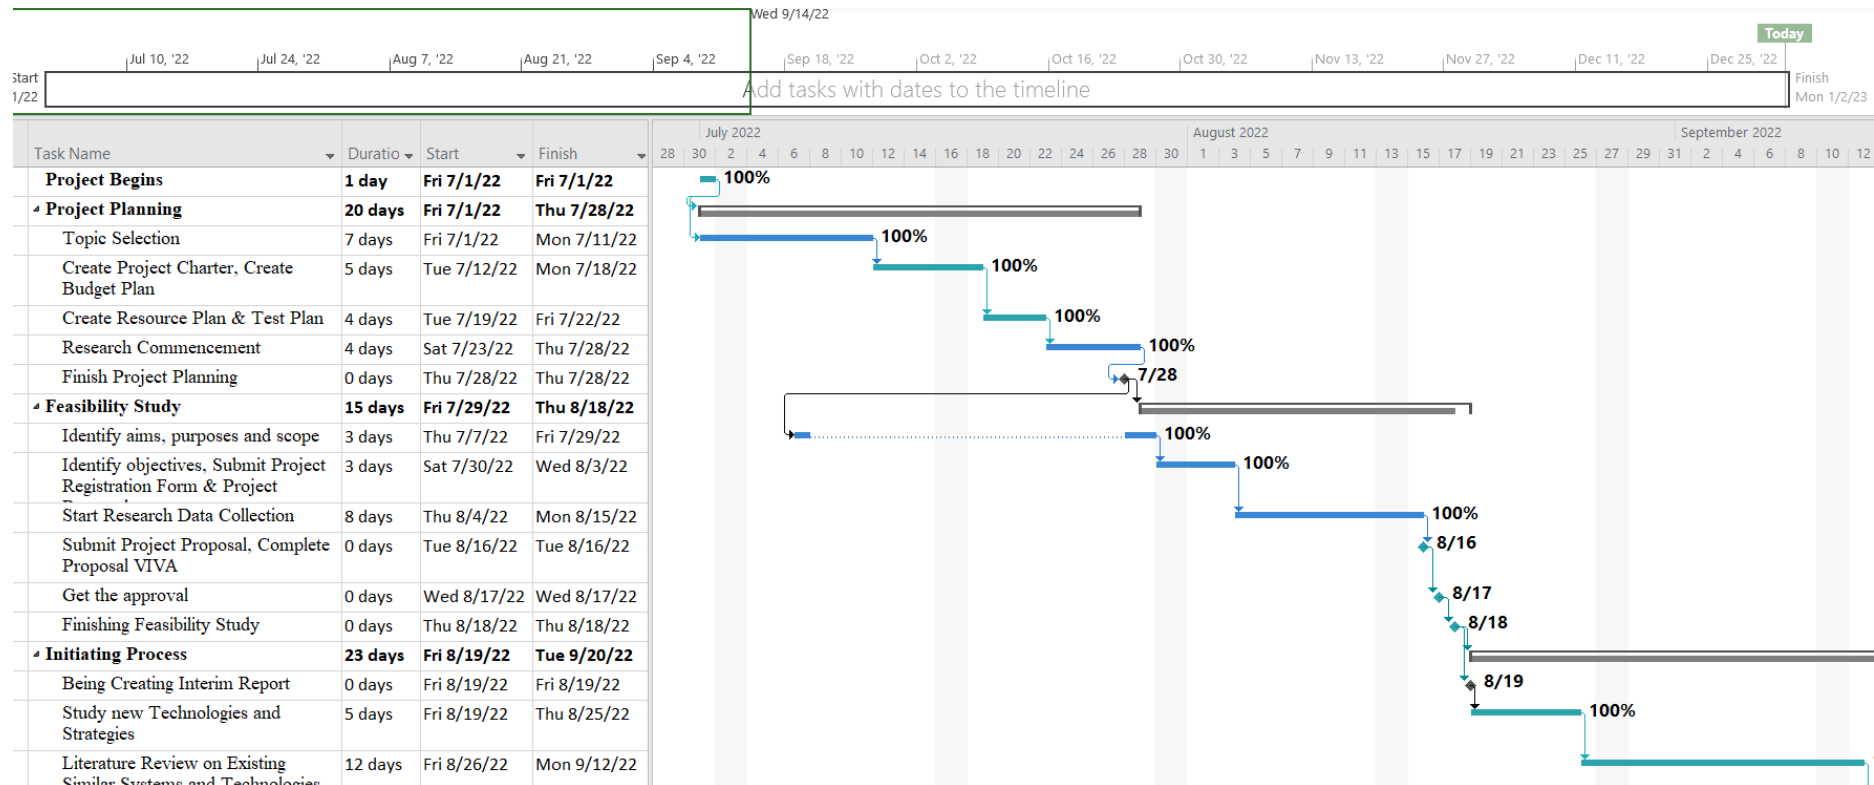 Wed 9/14/22
Today
Jul 10, '22 Jul 24, '22 Aug 7, '22 Aug 21, '22 Sep 4, '22 Sep 18, '22 Oct 2, '22 Oct 16, '22 Oct 30, '22 Nov 13, '22 Nov 27, '22 Dec 11, '22 Dec 25, '22
Start
1/22
Add tasks with dates to the timeline
Finish
Mon 1/2/23
July 2022 August 2022 September 2022
Task Name Duratio Start Finish 28 30 2 4 6 8 10 12 14 16 18 20 22 24 26 28 30 1 3 5 7 9 11 13 15 17 19 21 23 25 27 29 31 2 4 6 8 10 12
Project Begins 1 day Fri 7/1/22 Fri 7/1/22 100%
Project Planning 20 days Fri 7/1/22 Thu 7/28/22
Topic Selection 7 days Fri 7/1/22 Mon 7/11/22 100%
Create Project Charter, Create 5 days Tue 7/12/22 Mon 7/18/22 100%
Budget Plan
Create Resource Plan & Test Plan 4 days Tue 7/19/22 Fri 7/22/22 100%
Research Commencement 4 days Sat 7/23/22 Thu 7/28/22 100%
Finish Project Planning 0 days Thu 7/28/22 Thu 7/28/22 7/28
Feasibility Study 15 days Fri 7/29/22 Thu 8/18/22
Identify aims, purposes and scope 3 days Thu 7/7/22 Fri 7/29/22 100%
Identify objectives, Submit Project 3 days Sat 7/30/22 Wed 8/3/22 100%
Registration Form & Project
Start Research Data Collection 8 days Thu 8/4/22 Mon 8/15/22 100%
Submit Project Proposal, Complete 0 days Tue 8/16/22 Tue 8/16/22 8/16
Proposal VIVA
Get the approval 0 days Wed 8/17/22 Wed 8/17/22 8/17
Finishing Feasibility Study 0 days Thu 8/18/22 Thu 8/18/22 8/18
Initiating Process 23 days Fri 8/19/22 Tue 9/20/22
Being Creating Interim Report 0 days Fri 8/19/22 Fri 8/19/22 8/19
Study new Technologies and 5 days Fri 8/19/22 Thu 8/25/22 100%
Strategies
Literature Review on Existing 12 days Fri 8/26/22 Mon 9/12/22
Similar Systems and Technologies